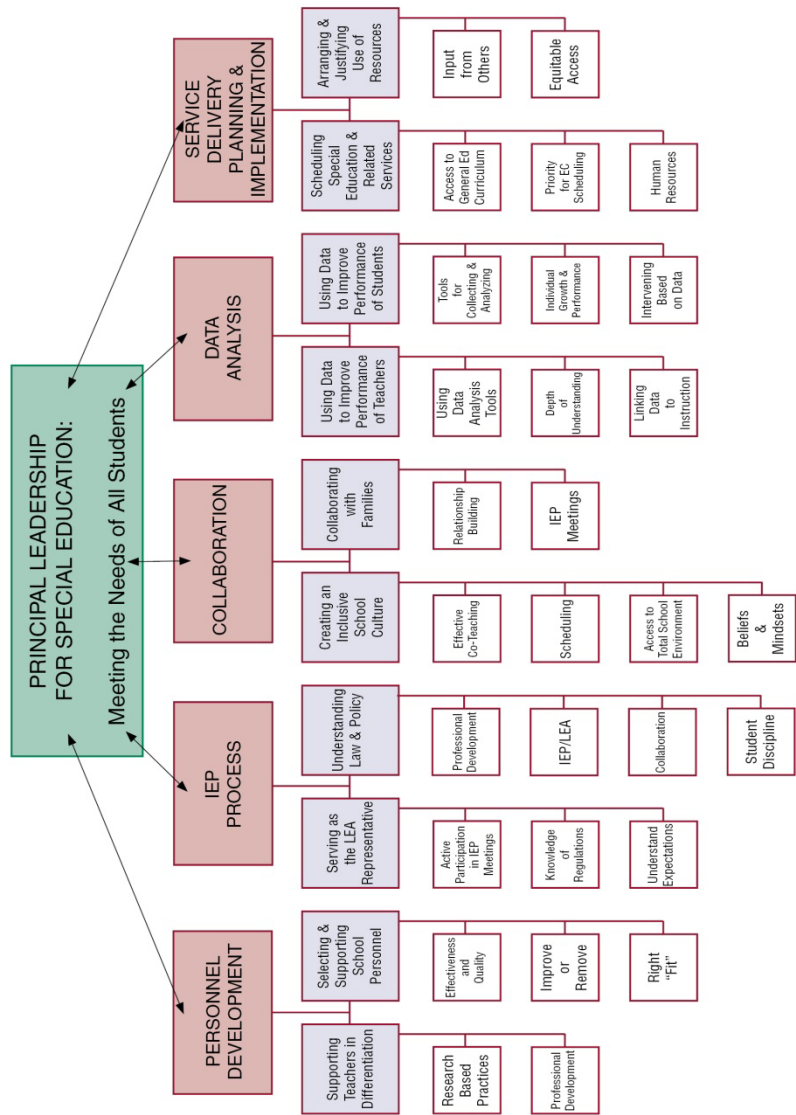 PRINCIPAL LEADERSHIP
FOR SPECIAL EDUCATION:
Meeting the Needs of All Students
PERSONNEL
DEVELOPMENT
Supporting
Teachers in
Differentiation
Research
Based
Practices
Professional
Development
Selecting &
Supporting
School
Personnel
Effectiveness
and
Quality
Improve
or
Remove
Right
“Fit”
IEP
PROCESS
Serving as
the LEA
Representative
Active
Participation
in IEP
Meetings
Knowledge
of
Regulations
Understand
Expectations
Understanding
Law & Policy
Professional
Development
IEP/LEA
Collaboration
Student
Discipline
COLLABORATION
Creating an
Inclusive School
Culture
Effective
Co-Teaching
Scheduling
Access to
Total School
Environment
Beliefs
&
Mindsets
Collaborating
with
Families
Relationship
Building
IEP
Meetings
DATA
ANALYSIS
Using Data
to Improve
Performance
of Teachers
Using Data
Analysis
Tools
Depth
of
Understanding
Linking Data
to
Instruction
Using Data
to Improve
Performance
of Students
Tools
for
Collecting &
Analyzing
Individual
Growth &
Performance
Intervening
Based
on Data
SERVICE
DELIVERY
PLANNING &
IMPLEMENTATION
Scheduling
Special
Education &
Related
Services
Access to
General Ed
Curriculum
Priority
for EC
Scheduling
Human
Resources
Arranging &
Justifying
Use of
Resources
Input
from
Others
Equitable
Access